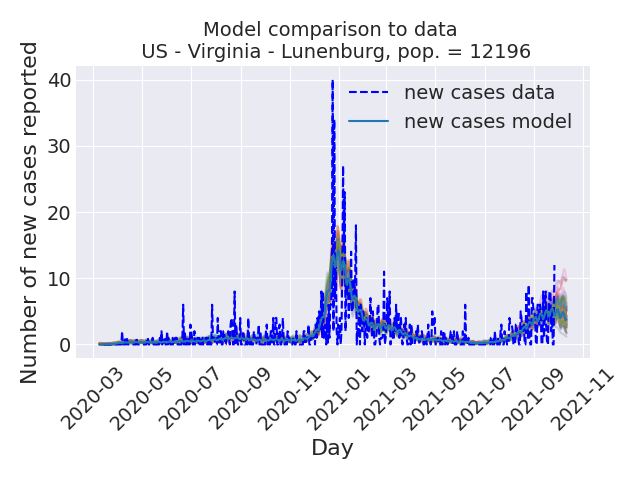 Model comparison to data
US - Virginia - Lunenburg, pop. = 12196
Number of new cases reported
40
30
20
10
0
new cases data
new cases model
2020-03
2020-05
2020-07
2020-09
2020-11
2021-01
2021-03
2021-05
2021-07
2021-09
2021-11
Day